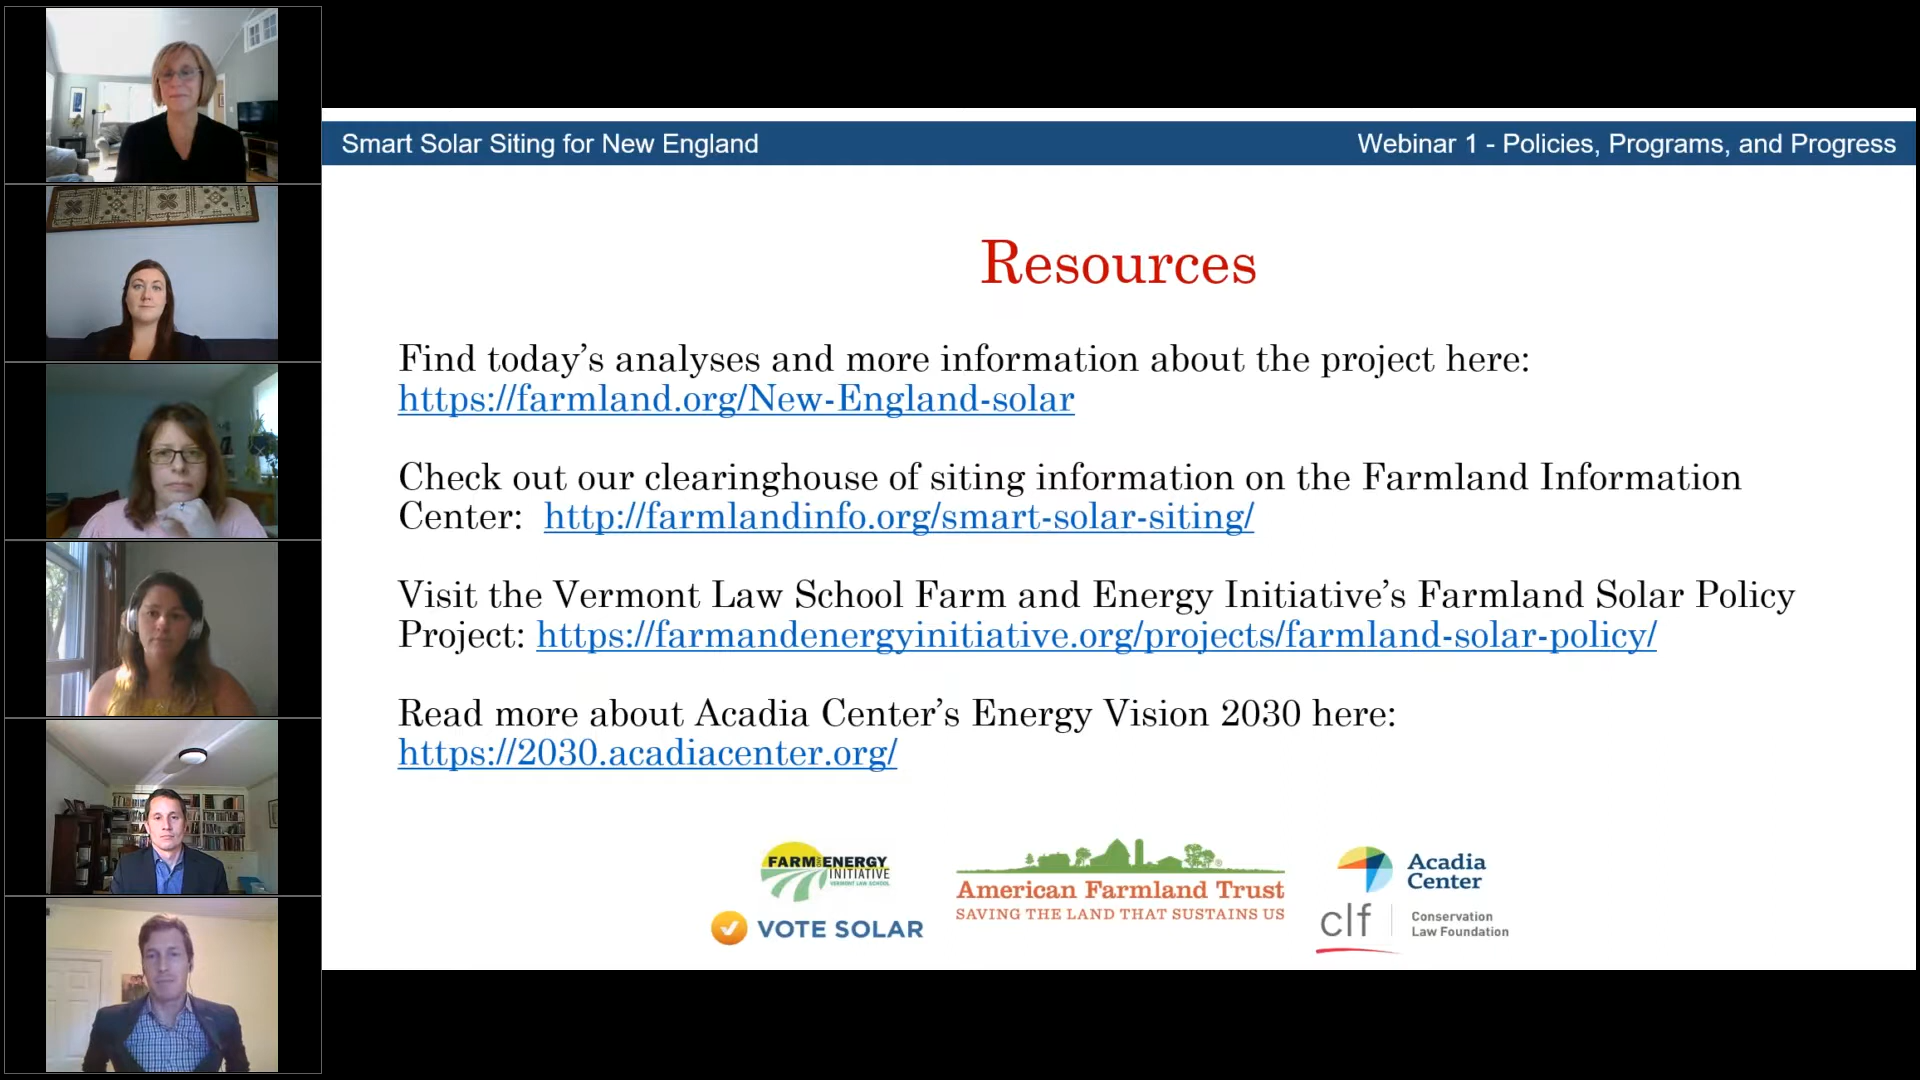 Smart Solar Siting for New England
Webinar 1 - Policies, Programs, and Progress
Resources
Find today’s analyses and more information about the project here:
https://farmland.org/New-England-solar
Check out our clearinghouse of siting information on the Farmland Information
Center: http://farmlandinfo.org/smart-solar-siting/
Visit the Vermont Law School Farm and Energy Initiative’s Farmland Solar Policy
Project: https://farmandenergyinitiative.org/projects/farmland-solar-policy/
Read more about Acadia Center’s Energy Vision 2030 here:
https://2030.acadiacenter.org/
FARM AND ENERGY
INITIATIVE
VERMONT LAW SCHOOL
VOTE SOLAR
American Farmland Trust
SAVING THE LAND THAT SUSTAINS US
Acadia
Center
clf
Conservation
Law Foundation